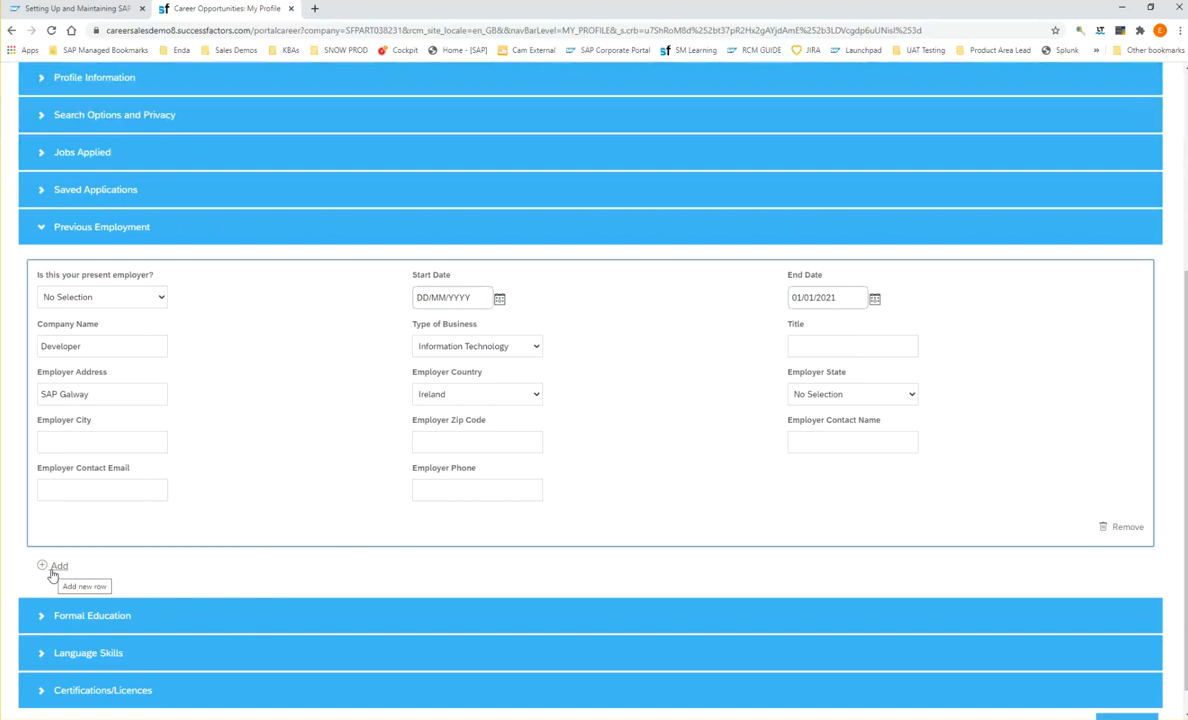 Setting Up and Maintaining SAP
Career Opportunities: My Profile
careersalesdemo8.successfactors.com/portalcareer?company=SFPART038231&rcm_site_locale=en_GB&&navBarLevel=MY_PROFILE&_s.crb=
Apps SAP Managed Bookmarks Enda Sales Demos KBAs SNOW PROD Cockpit Home - [SAP] Cam External SAP Corporate Portal SM Learning RCM GUIDE JIRA Launchpad UAT Testing Product Area Lead Splunk » Other bookmarks
Profile Information
Search Options and Privacy
Jobs Applied
Saved Applications
Previous Employment
Is this your present employer? Start Date End Date
No Selection DD/MM/YYYY 01/01/2021
Company Name Type of Business Title
Developer Information Technology
Employer Address Employer Country Employer State
SAP Galway Ireland No Selection
Employer City Employer Zip Code Employer Contact Name
Employer Contact Email Employer Phone
Remove
Add
Add new row
Formal Education
Language Skills
Certifications/Licences